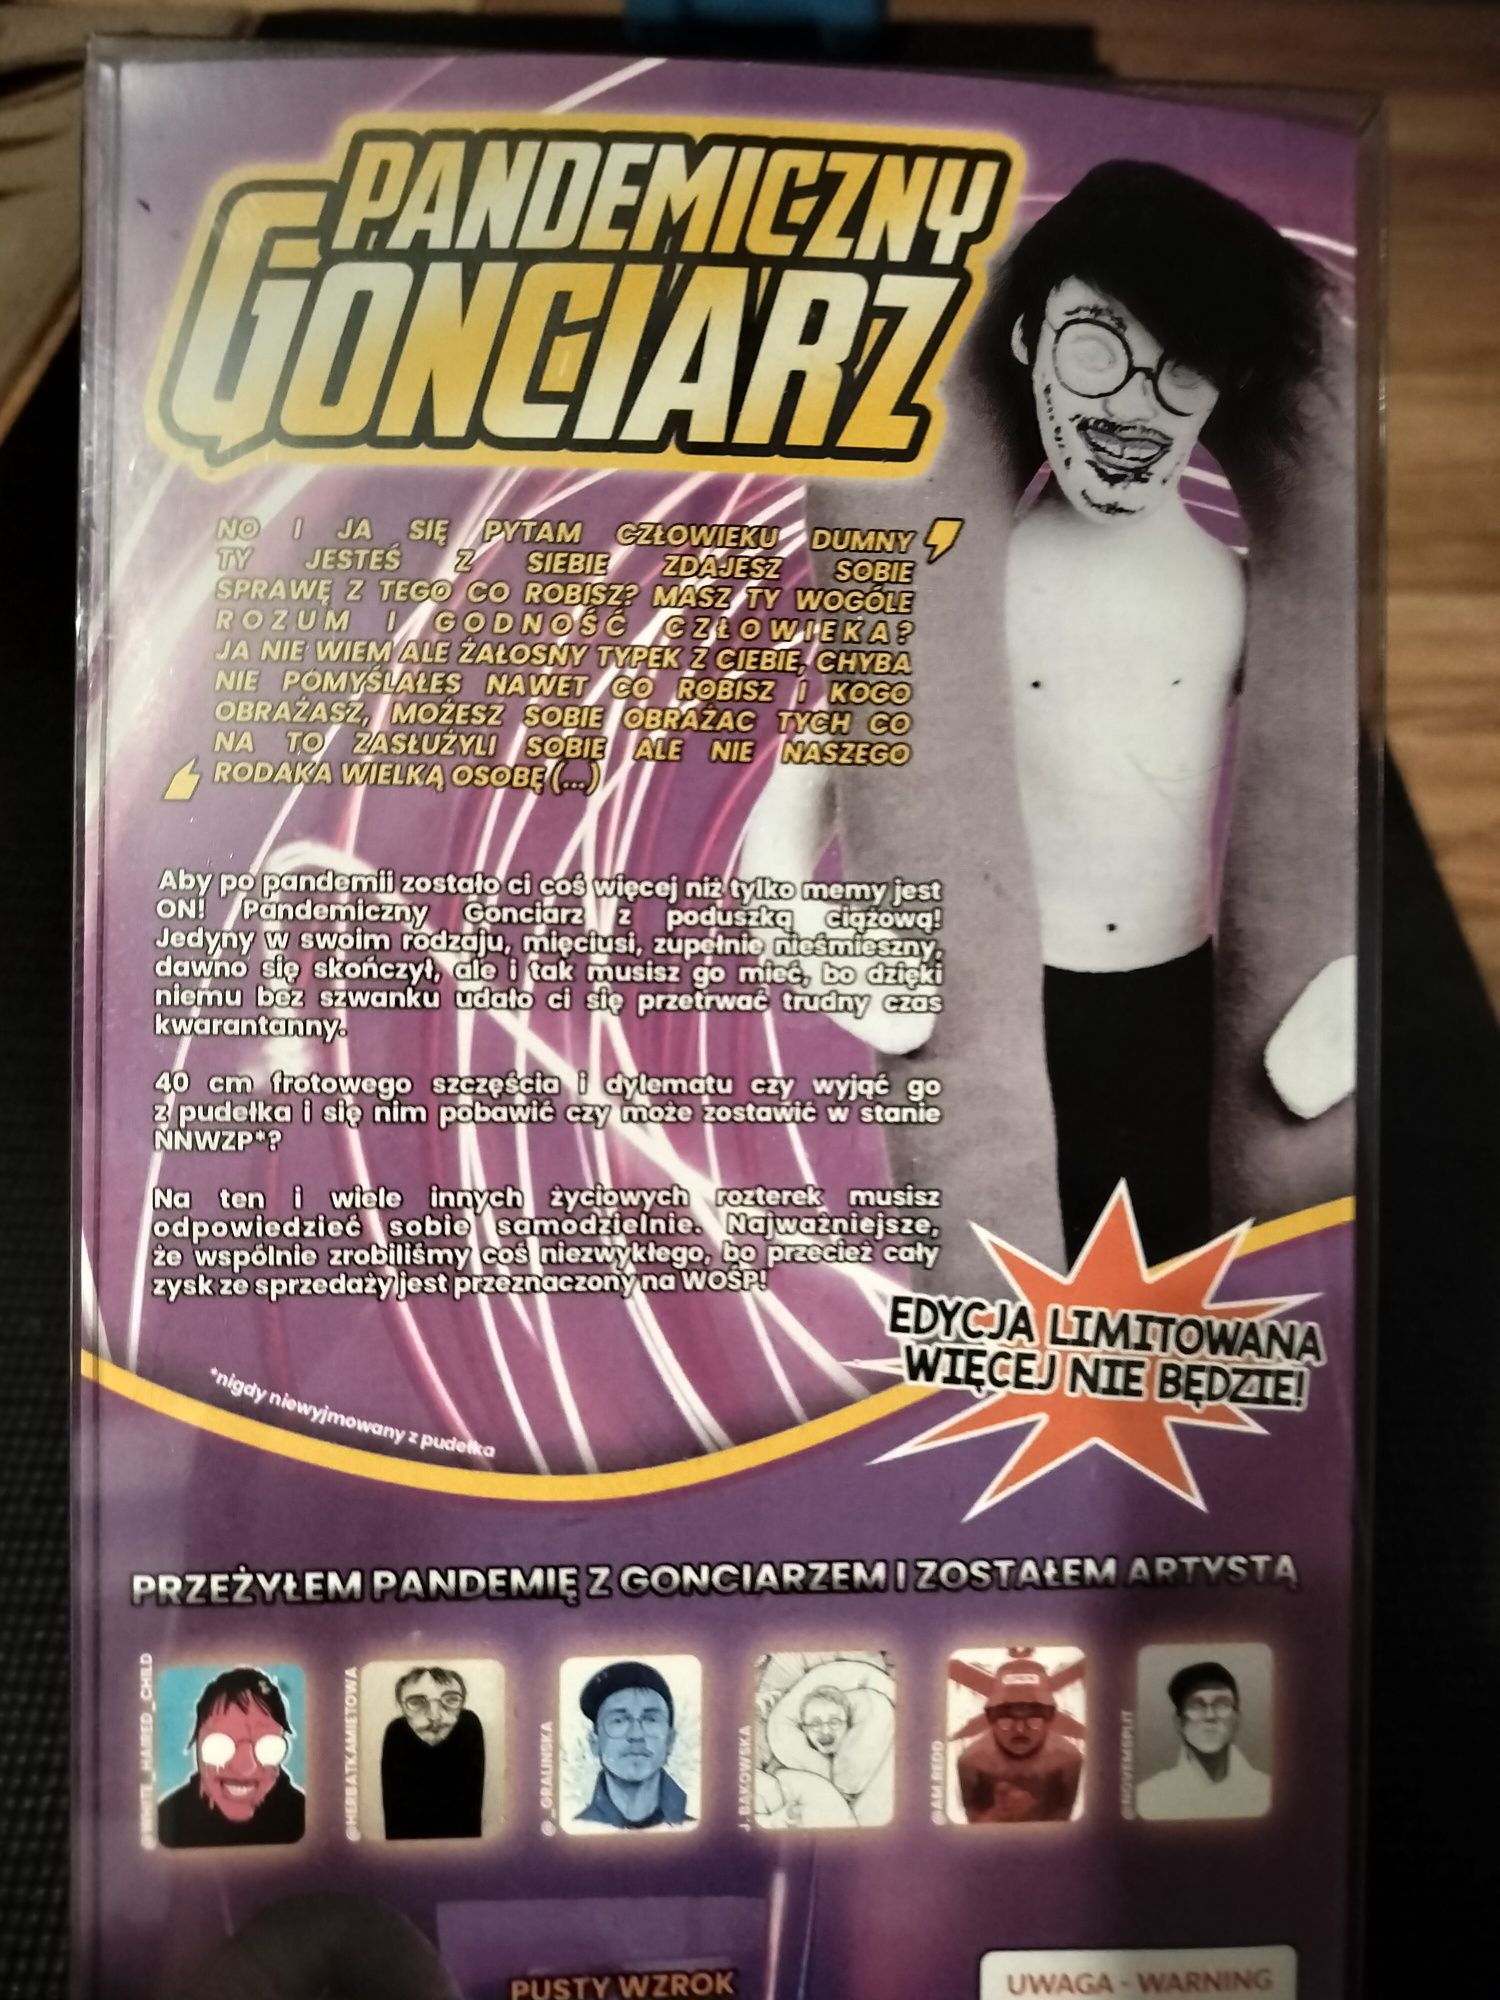 PANDEMICZNY
GONCIARZ
NO I JA SIĘ PYTAM CZŁOWIEKU DUMNY
TY JESTEŚ Z SIEBIE ZDAJESZ SOBIE
SPRAWĘ Z TEGO CO ROBISZ? MASZ TY WOGÓLE
ROZUM I GODNOŚĆ CZŁOWIEKA?
JA NIE WIEM ALE ŻAŁOSNY TYPEK Z CIEBIE, CHYBA
NIE POMYŚLAŁES NAWET CO ROBISZ I KOGO
OBRAŻASZ, MOŻESZ SOBIE OBRAŻAC TYCH CO
NA TO ZASŁUŻYLI SOBIE ALE NIE NASZEGO
RODAKA WIELKĄ OSOBĘ (...)
Aby po pandemii zostało ci coś więcej niż tylko memy jest
ON! Pandemiczny Gonciarz z poduszką ciążową!
Jedyny w swoim rodzaju, mięciusi, zupełnie nieśmieszny,
dawno się skończył, ale i tak musisz go mieć, bo dzięki
niemu bez szwanku udało ci się przetrwać trudny czas
kwarantanny.
40 cm frotowego szczęścia i dylematu czy wyjąć go
z pudełka i się nim pobawić czy może zostawić w stanie
NNWZP*?
Na ten i wiele innych życiowych rozterek musisz
odpowiedzieć sobie samodzielnie. Najważniejsze,
że wspólnie zrobiliśmy coś niezwykłego, bo przecież cały
zysk ze sprzedaży jest przeznaczony na WOŚP!
*nigdy niewyjmowany z pudełka
EDYCJA LIMITOWANA
WIĘCEJ NIE BĘDZIE!
PRZEŻYŁEM PANDEMIĘ Z GONCIARZEM I ZOSTAŁEM ARTYSTĄ
@WHITE_HAIRED_CHILD
@HERBATKAMIETOWA
@_GRALINSKA
J. BAKOWSKA
@AM.REDD
@NOVEMSPLIT
PUSTY WZROK
UWAGA - WARNING